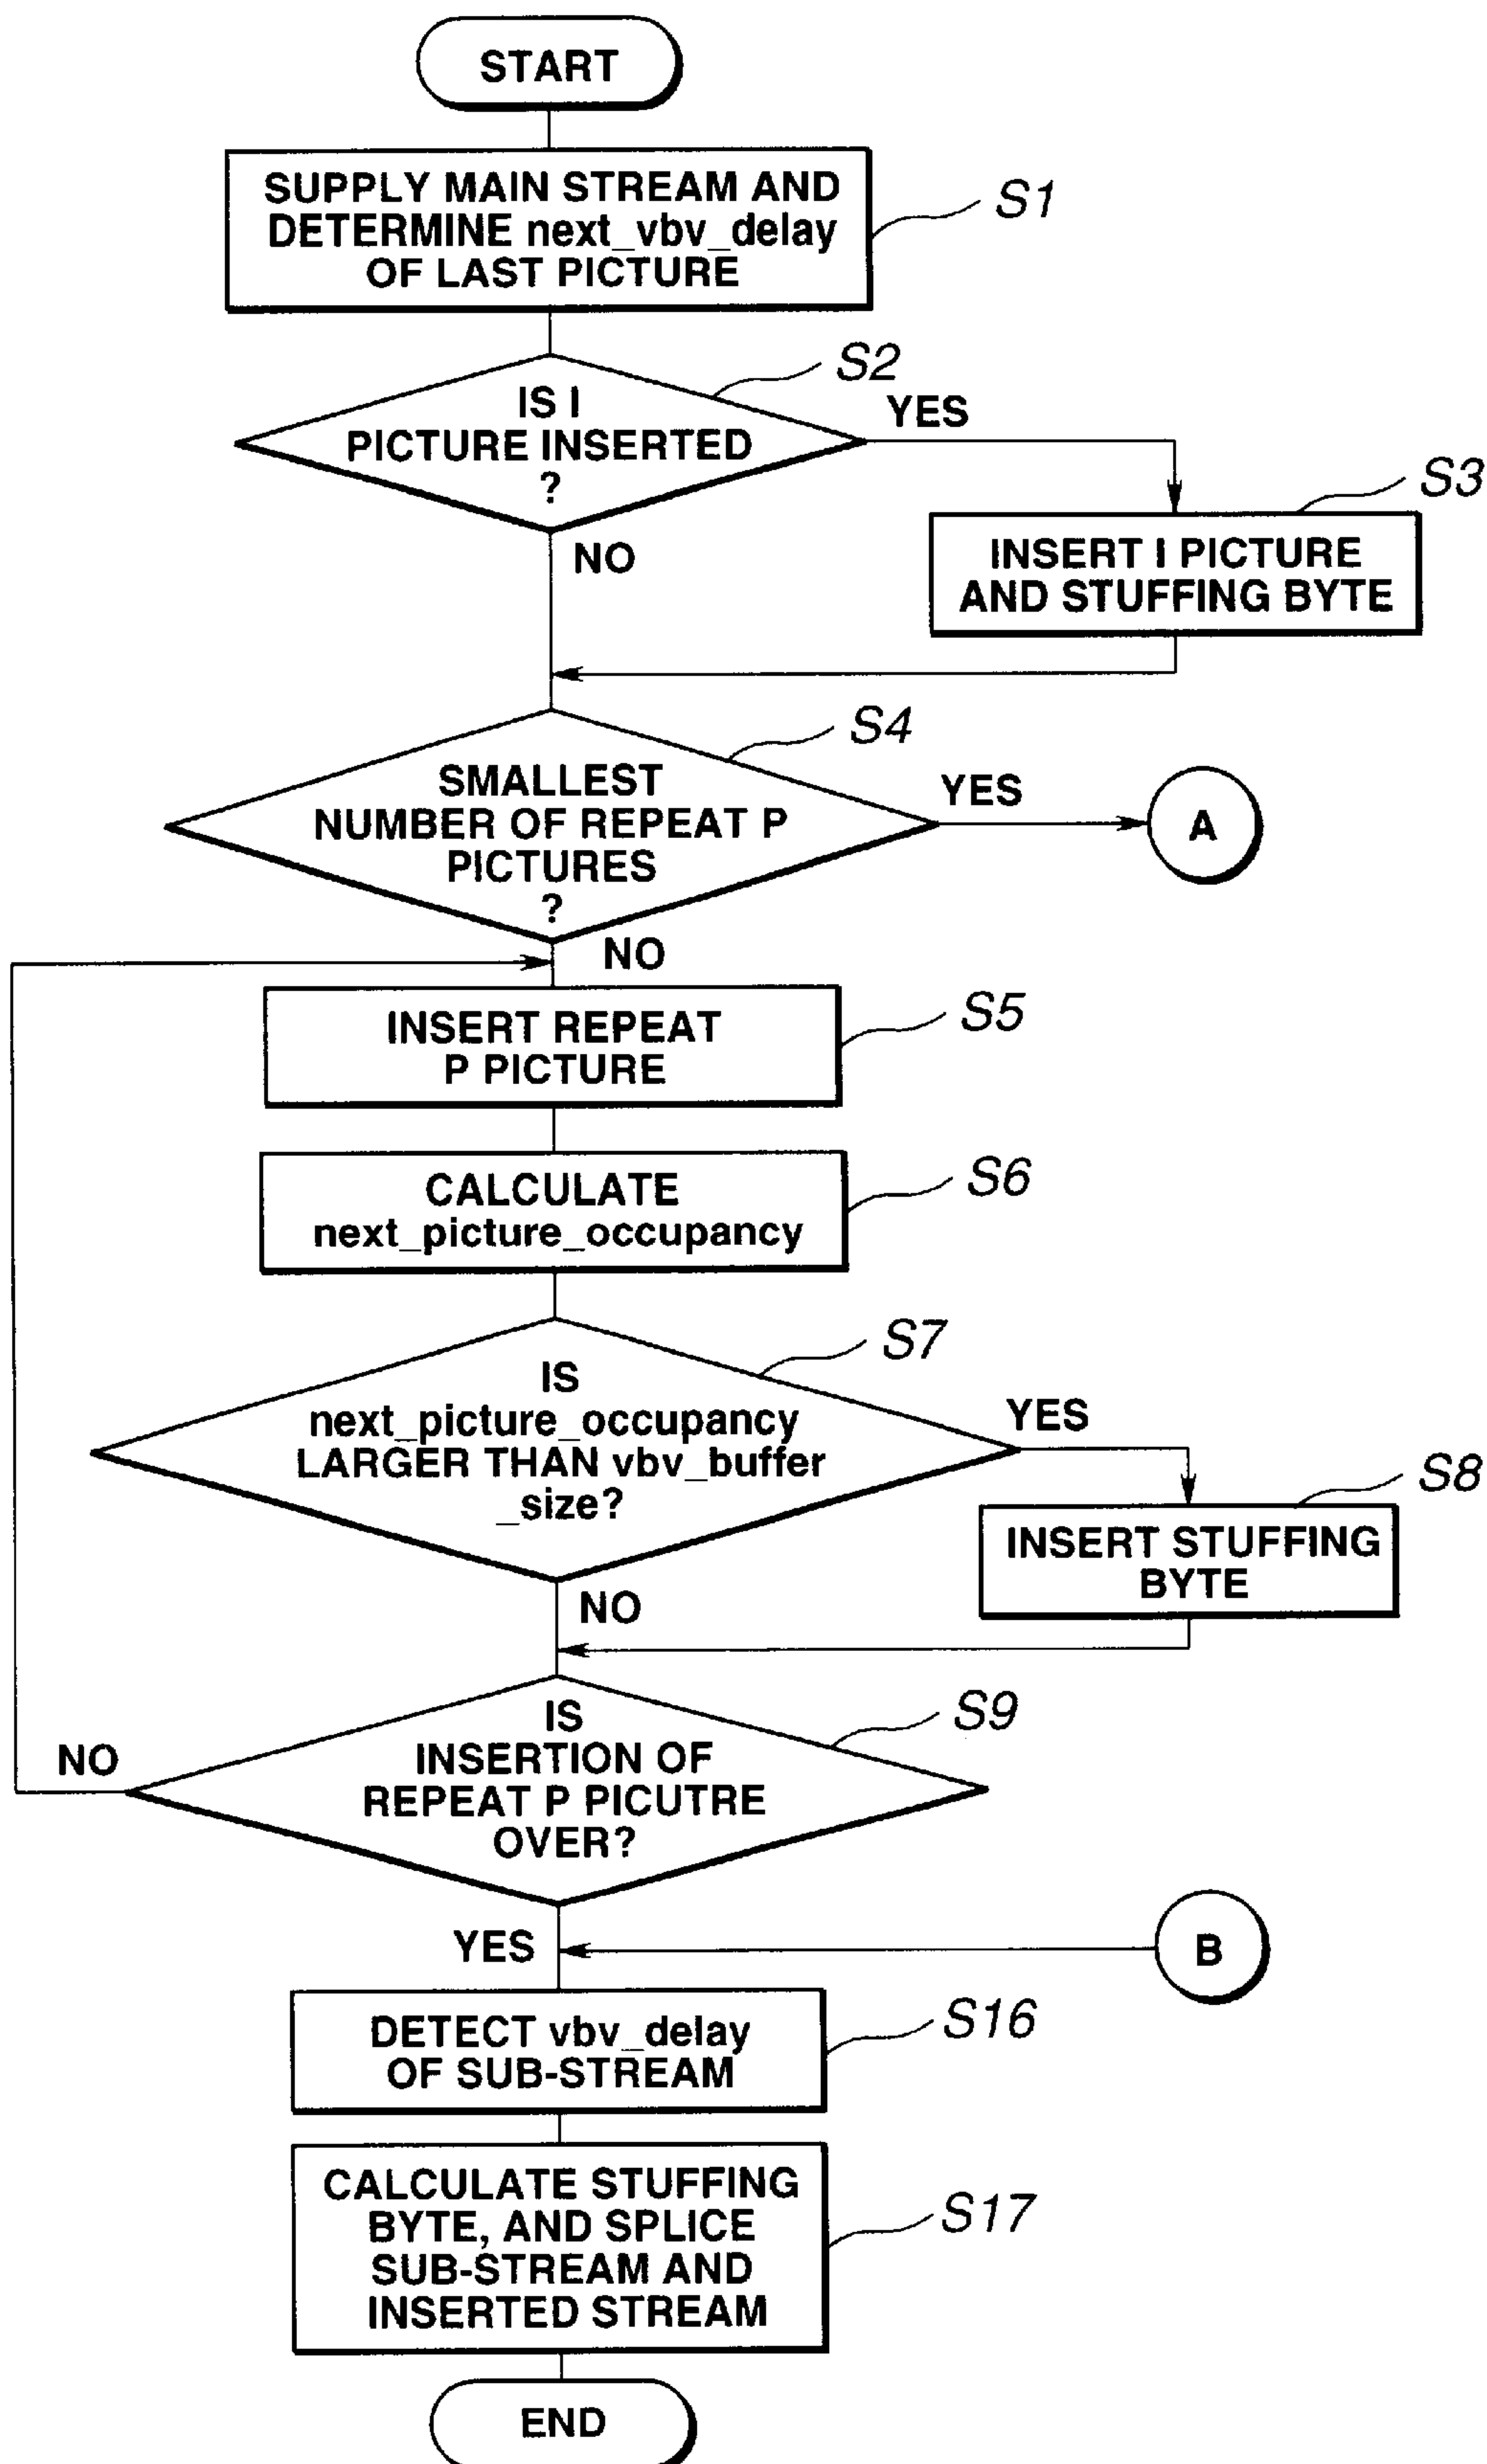 START
SUPPLY MAIN STREAM AND
DETERMINE next_vbv_delay
OF LAST PICTURE
S1
IS I
PICTURE INSERTED
?
S2
YES
NO
S3
INSERT I PICTURE
AND STUFFING BYTE
S4
SMALLEST
NUMBER OF REPEAT P
PICTURES
?
YES
A
NO
INSERT REPEAT
P PICTURE
S5
CALCULATE
next_picture_occupancy
S6
S7
IS
next_picture_occupancy
LARGER THAN vbv_buffer
_size?
YES
S8
INSERT STUFFING
BYTE
NO
S9
IS
INSERTION OF
REPEAT P PICUTRE
OVER?
NO
YES
B
DETECT vbv_delay
OF SUB-STREAM
S16
CALCULATE STUFFING
BYTE, AND SPLICE
SUB-STREAM AND
INSERTED STREAM
S17
END